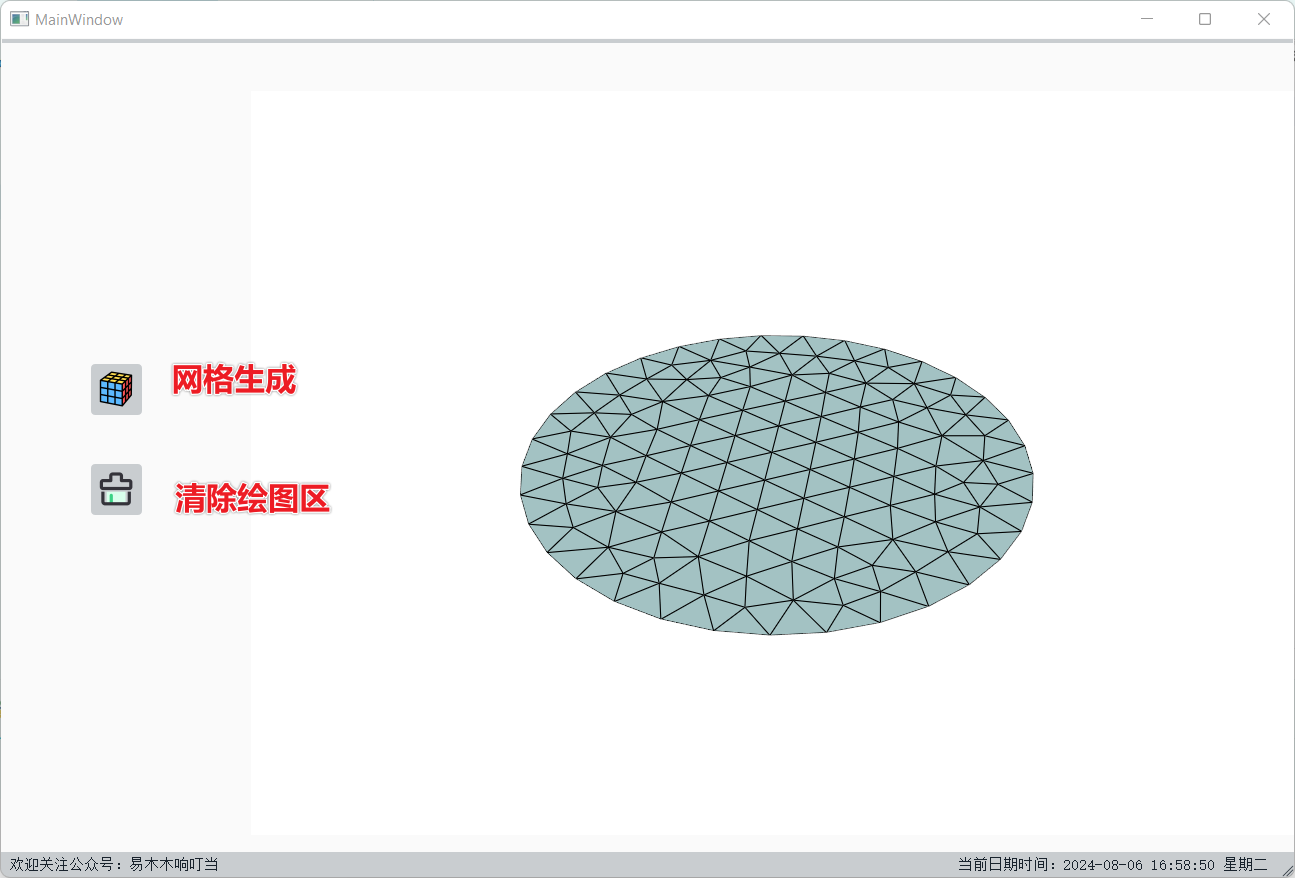 MainWindow
网格生成
清除绘图区
欢迎关注公众号：易木木响叮当
当前日期时间：2024-08-06 16:58:50 星期二